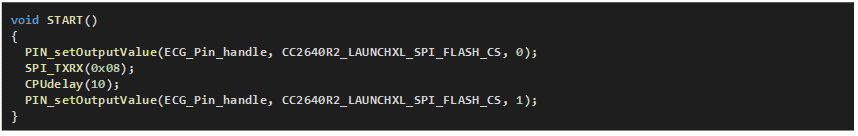 void START()
{
PIN_setOutputValue(ECG_Pin_handle, CC2640R2_LAUNCHXL_SPI_FLASH_CS, 0);
SPI_TXRX(0x08);
CPUdelay(10);
PIN_setOutputValue(ECG_Pin_handle, CC2640R2_LAUNCHXL_SPI_FLASH_CS, 1);
}